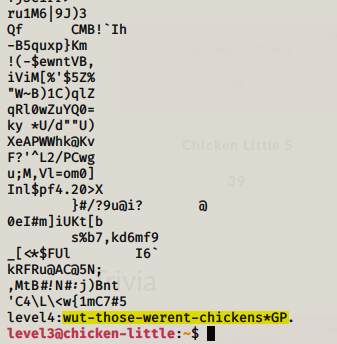 ru1M6|9J)3
Qf      CMB!`Ih
-B5quxp}Km
!(-$ewntVB,
iViM[%'$5Z%
"W~B)1C)qlZ
qRl0wZuYQ0=
ky *U/d""U)
XeAPWWhk@Kv
F?'^L2/PCwg
u;M,Vl=om0]
Inl$pf4.20>X
          }#/?9u@i?        @
0eI#m]iUKt[b
          s%b7,kd6mf9
_[<*$FUl         I6`
kRFRu@AC@5N;
,MtB#!N#:j)Bnt
'C4\L\<w{1mC7#5
level4:wut-those-werent-chickens*GP.
level3@chicken-little:~$
Chicken Little 5
39
rivia